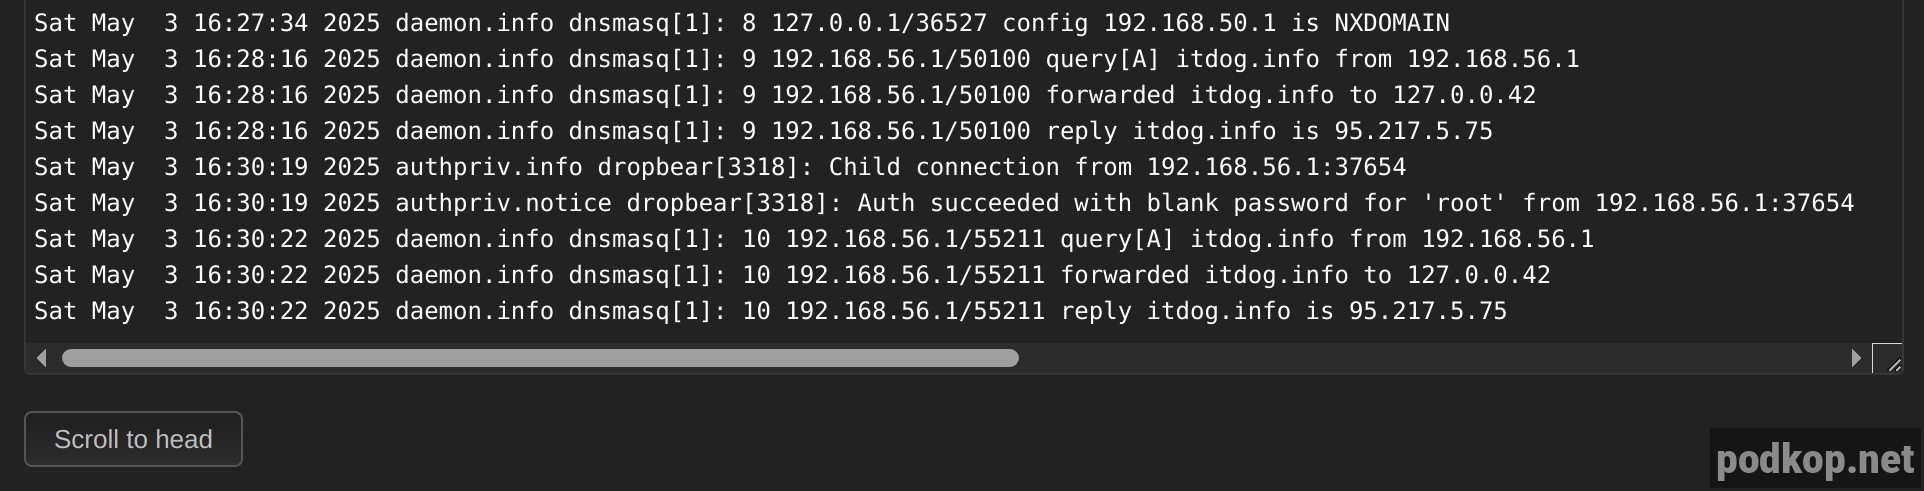 Sat May  3 16:27:34 2025 daemon.info dnsmasq[1]: 8 127.0.0.1/36527 config 192.168.50.1 is NXDOMAIN
Sat May  3 16:28:16 2025 daemon.info dnsmasq[1]: 9 192.168.56.1/50100 query[A] itdog.info from 192.168.56.1
Sat May  3 16:28:16 2025 daemon.info dnsmasq[1]: 9 192.168.56.1/50100 forwarded itdog.info to 127.0.0.42
Sat May  3 16:28:16 2025 daemon.info dnsmasq[1]: 9 192.168.56.1/50100 reply itdog.info is 95.217.5.75
Sat May  3 16:30:19 2025 authpriv.info dropbear[3318]: Child connection from 192.168.56.1:37654
Sat May  3 16:30:19 2025 authpriv.notice dropbear[3318]: Auth succeeded with blank password for 'root' from 192.168.56.1:37654
Sat May  3 16:30:22 2025 daemon.info dnsmasq[1]: 10 192.168.56.1/55211 query[A] itdog.info from 192.168.56.1
Sat May  3 16:30:22 2025 daemon.info dnsmasq[1]: 10 192.168.56.1/55211 forwarded itdog.info to 127.0.0.42
Sat May  3 16:30:22 2025 daemon.info dnsmasq[1]: 10 192.168.56.1/55211 reply itdog.info is 95.217.5.75
Scroll to head
podkop.net